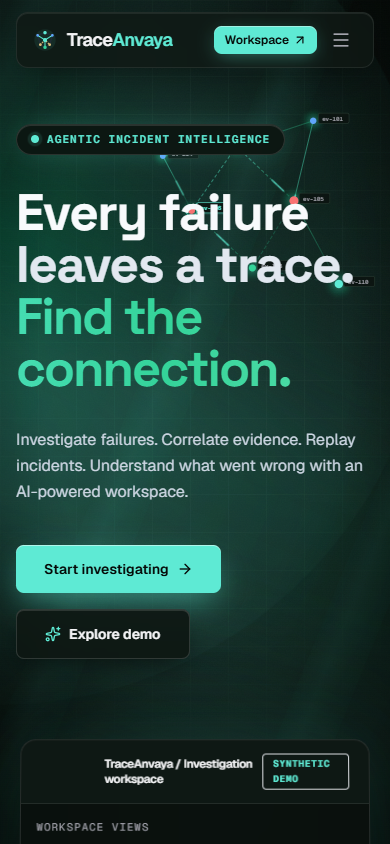 TraceAnvaya
Workspace
ev-101
AGENTIC INCIDENT INTELLIGENCE
ev-105
Every failure
leaves a trace.
Find the
connection.
Investigate failures. Correlate evidence. Replay
incidents. Understand what went wrong with an
AI-powered workspace.
Start investigating
Explore demo
TraceAnvaya / Investigation
workspace
SYNTHETIC
DEMO
WORKSPACE VIEWS